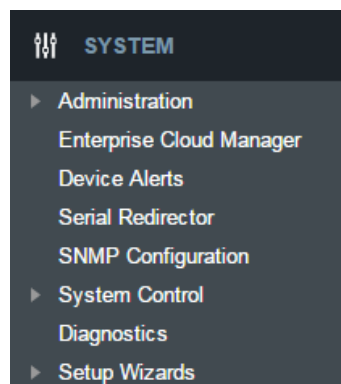 SYSTEM
Administration
Enterprise Cloud Manager
Device Alerts
Serial Redirector
SNMP Configuration
System Control
Diagnostics
Setup Wizards